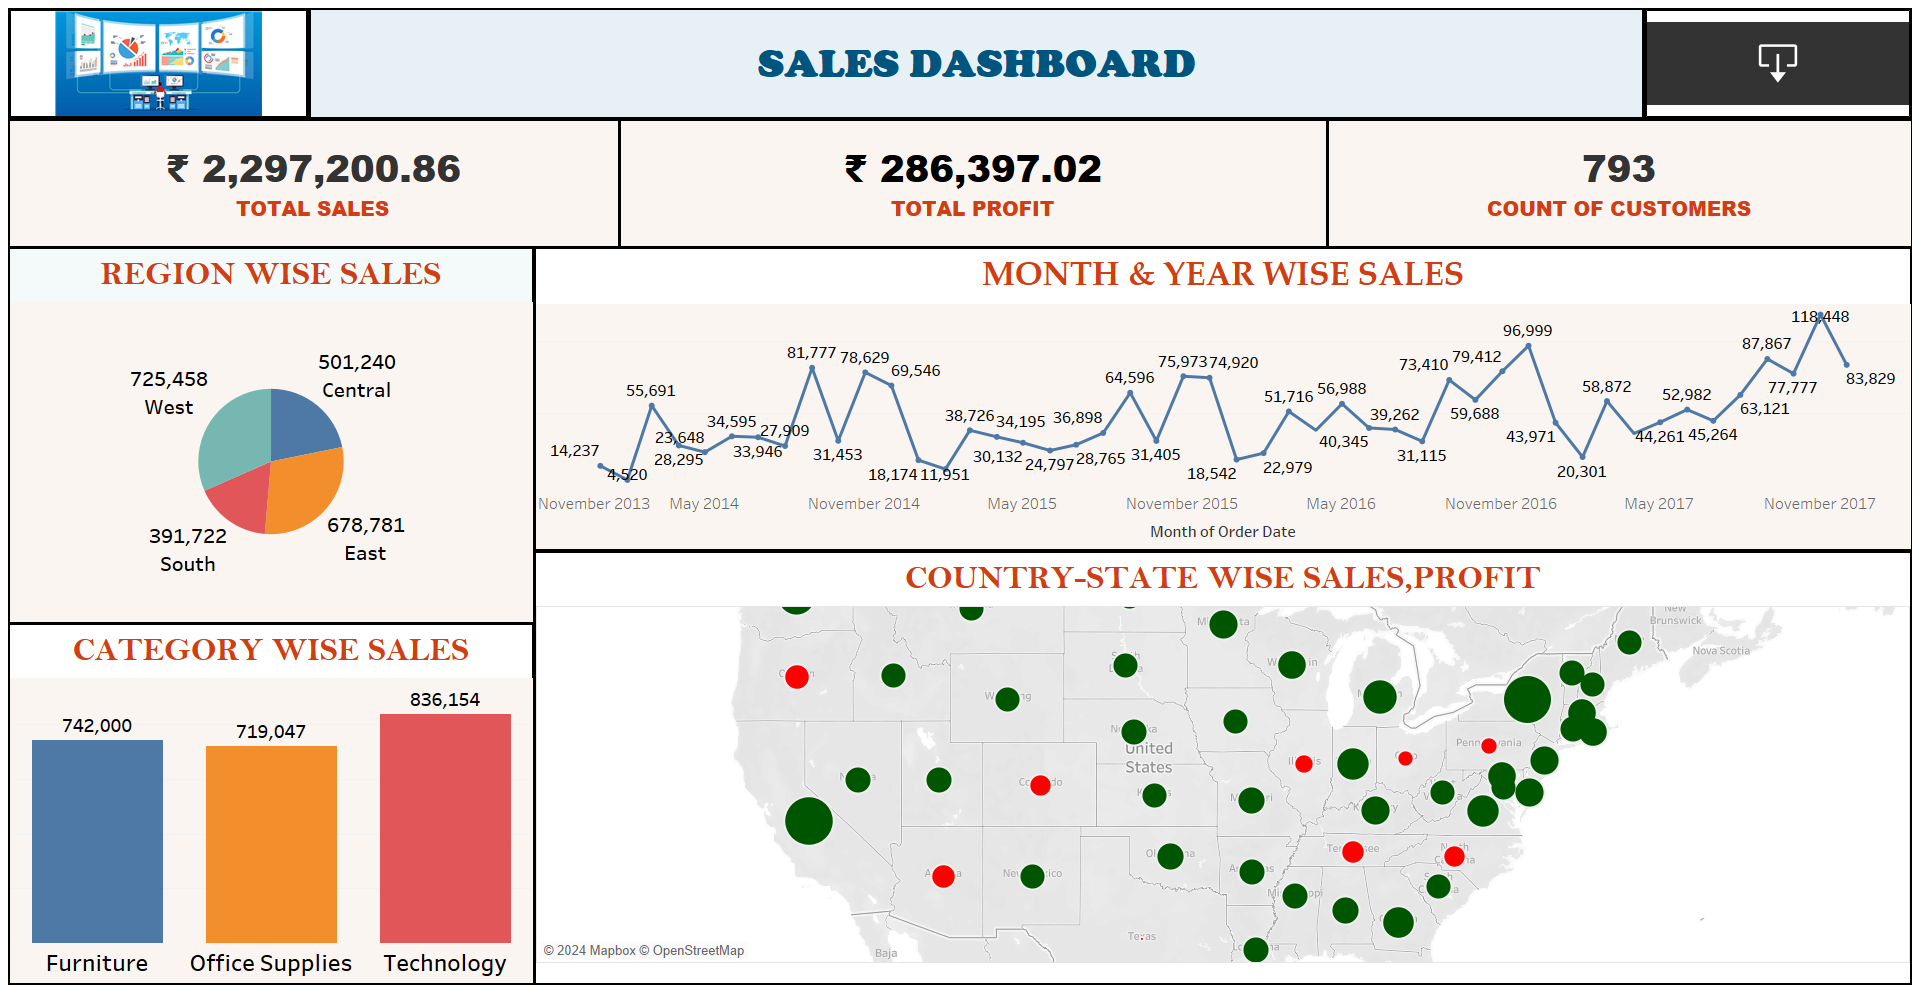 SALES DASHBOARD
₹ 2,297,200.86
TOTAL SALES
₹ 286,397.02
TOTAL PROFIT
793
COUNT OF CUSTOMERS
REGION WISE SALES
501,240
Central
725,458
West
678,781
East
391,722
South
MONTH & YEAR WISE SALES
14,237
4,520
55,691
23,648
28,295
34,595
33,946
27,909
81,777
31,453
78,629
69,546
18,174
11,951
38,726
30,132
34,195
24,797
36,898
28,765
64,596
31,405
75,973
74,920
18,542
22,979
51,716
40,345
56,988
39,262
31,115
73,410
59,688
79,412
96,999
43,971
20,301
58,872
44,261
52,982
45,264
63,121
87,867
77,777
118,448
83,829
November 2013
May 2014
November 2014
May 2015
November 2015
May 2016
November 2016
May 2017
November 2017
Month of Order Date
CATEGORY WISE SALES
742,000
719,047
836,154
Furniture
Office Supplies
Technology
COUNTRY-STATE WISE SALES,PROFIT
New
Brunswick
Nova Scotia
United
States
Texas
Baja
© 2024 Mapbox © OpenStreetMap